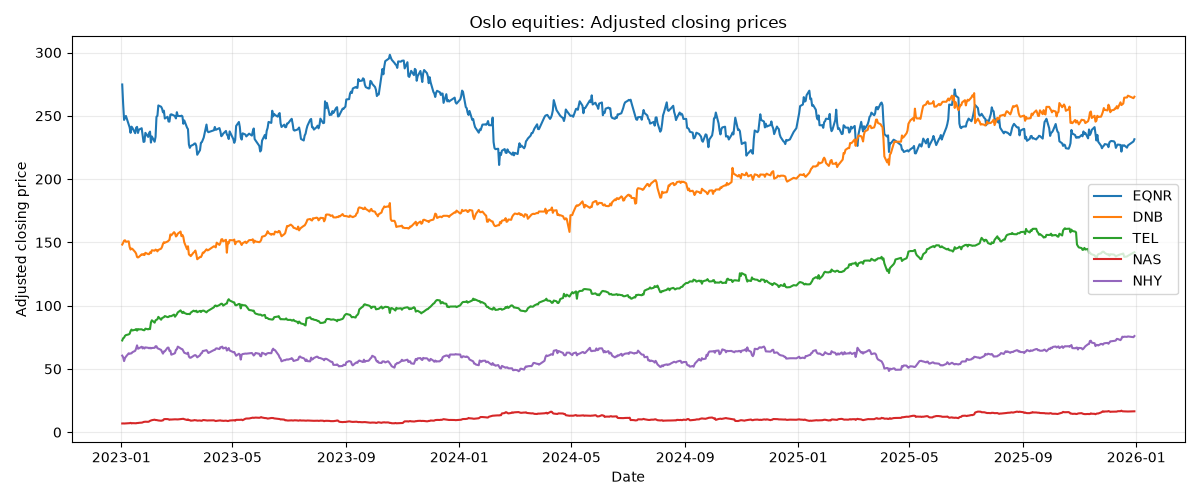 Oslo equities: Adjusted closing prices
Adjusted closing price
300
250
200
150
100
50
0
EQNR
DNB
TEL
NAS
NHY
2023-01
2023-05
2023-09
2024-01
2024-05
2024-09
2025-01
2025-05
2025-09
2026-01
Date